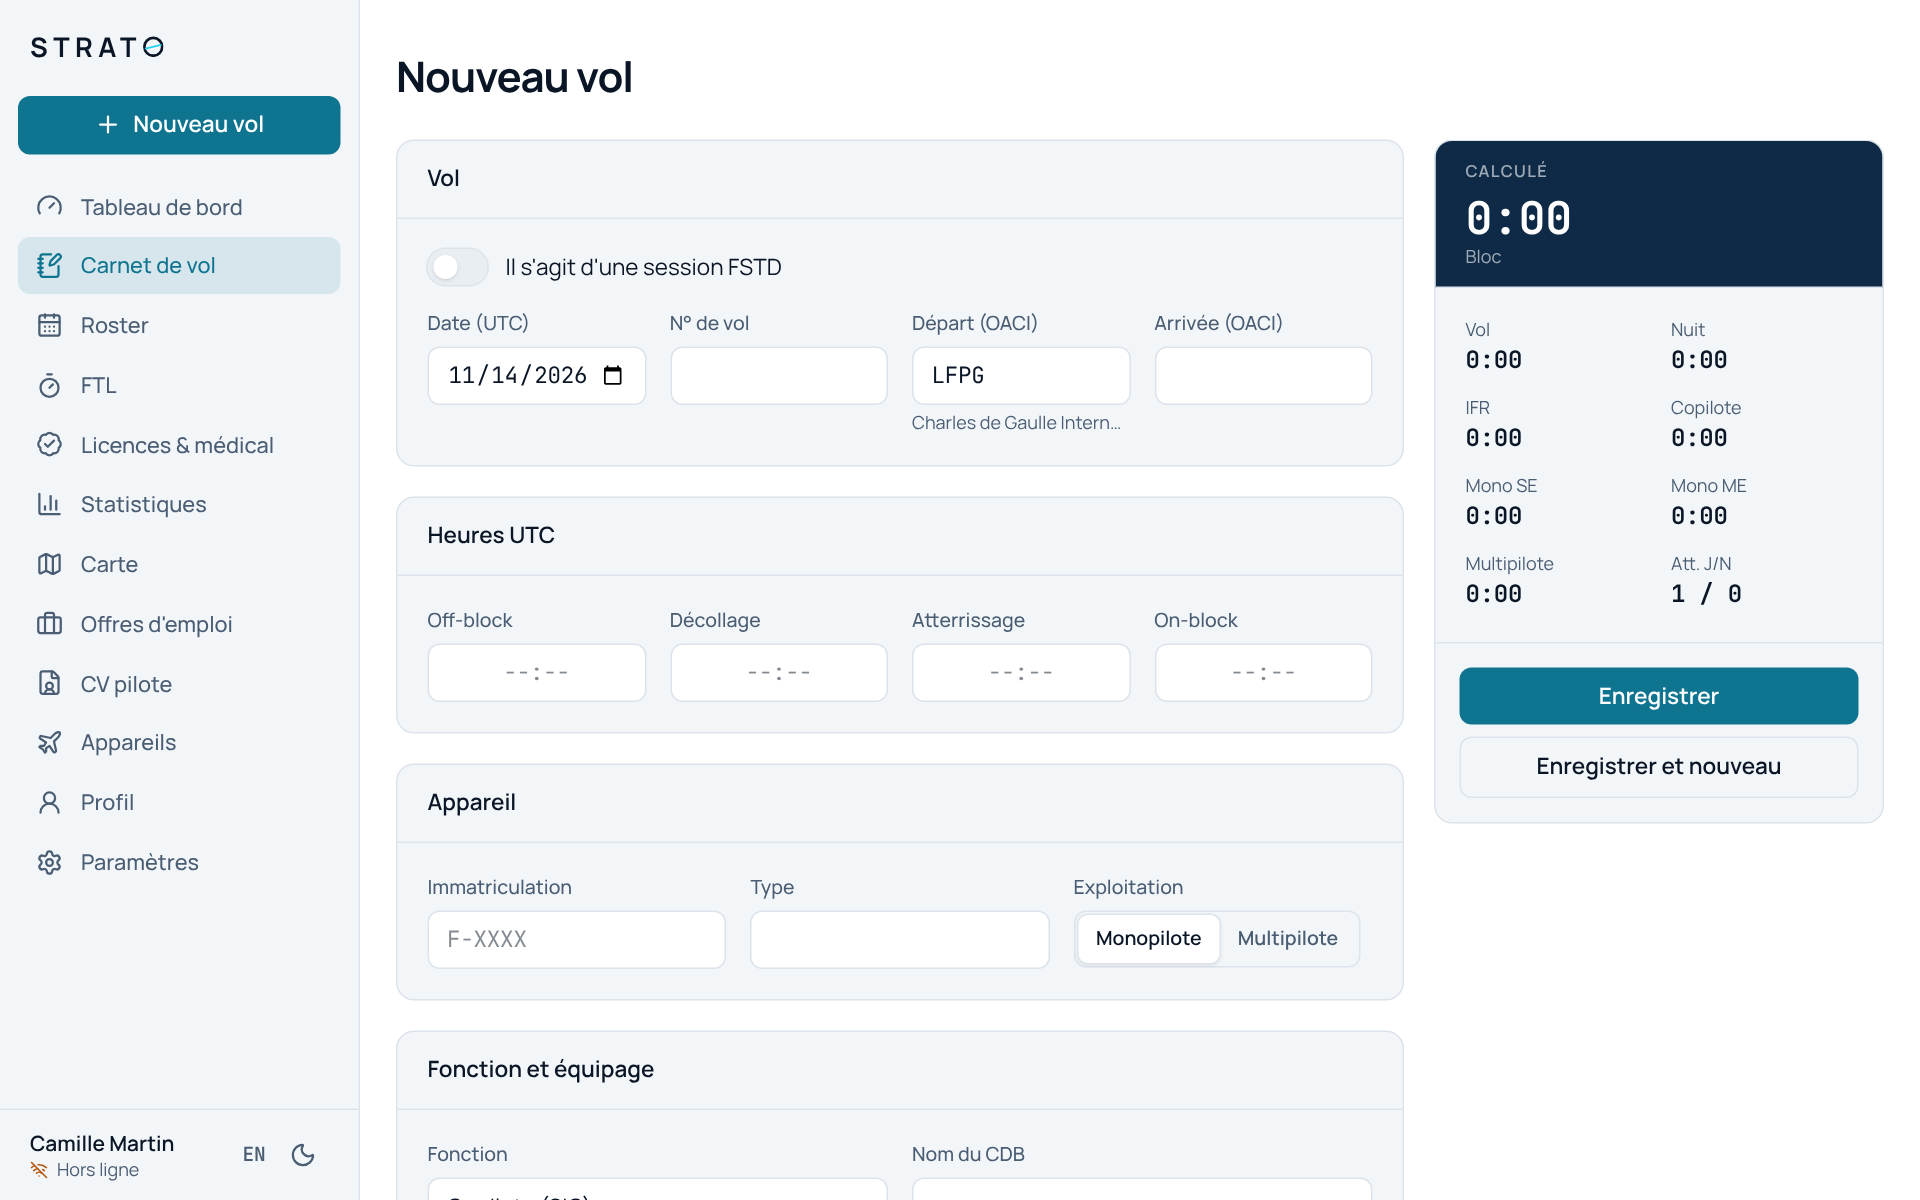 STRATO
Nouveau vol
Tableau de bord
Carnet de vol
Roster
FTL
Licences & médical
Statistiques
Carte
Offres d'emploi
CV pilote
Appareils
Profil
Paramètres
Camille Martin
Hors ligne
EN
Nouveau vol
Vol
Il s'agit d'une session FSTD
Date (UTC) N° de vol Départ (OACI) Arrivée (OACI)
11/14/2026 LFPG
Charles de Gaulle Intern...
Heures UTC
Off-block Décollage Atterrissage On-block
--:-- --:-- --:-- --:--
Appareil
Immatriculation Type Exploitation
F-XXXX Monopilote Multipilote
Fonction et équipage
Fonction Nom du CDB
CALCULÉ
0:00
Bloc
Vol Nuit
0:00 0:00
IFR Copilote
0:00 0:00
Mono SE Mono ME
0:00 0:00
Multipilote Att. J/N
0:00 1 / 0
Enregistrer
Enregistrer et nouveau